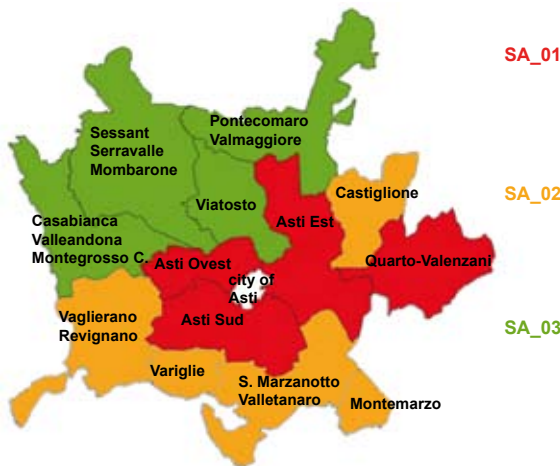 SA_01
Pontecomaro
Valmaggiore
Sessant
Serravalle
Mombarone
Castiglione
SA_02
Viatosto
Asti Est
Casabianca
Valleandona
Montegrosso C.
Asti Ovest
Quarto-Valenzani
city of
Asti
Vaglierano
Revignano
Asti Sud
SA_03
Variglie
S. Marzanotto
Valletanaro
Montemarzo